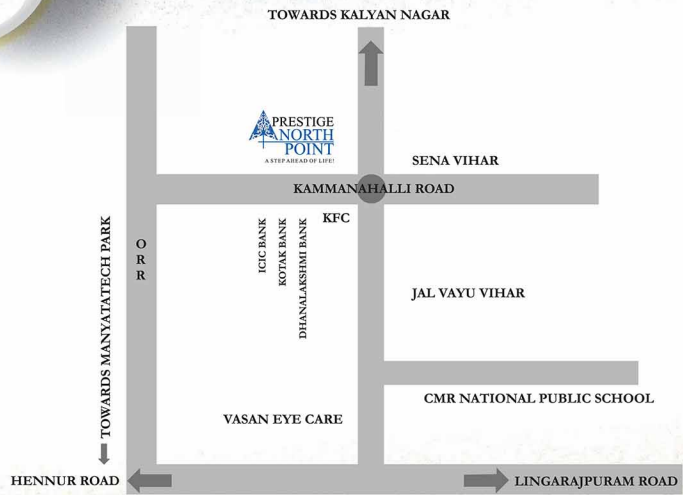 TOWARDS KALYAN NAGAR
PRESTIGE
NORTH
POINT
A STEP AHEAD OF LIFE!
SENA VIHAR
KAMMANAHALLI ROAD
KFC
ICIC BANK
KOTAK BANK
DHANALAKSHMI BANK
O
R
R
TOWARDS MANYATATECH PARK
JAL VAYU VIHAR
CMR NATIONAL PUBLIC SCHOOL
VASAN EYE CARE
HENNUR ROAD
LINGARAJPURAM ROAD